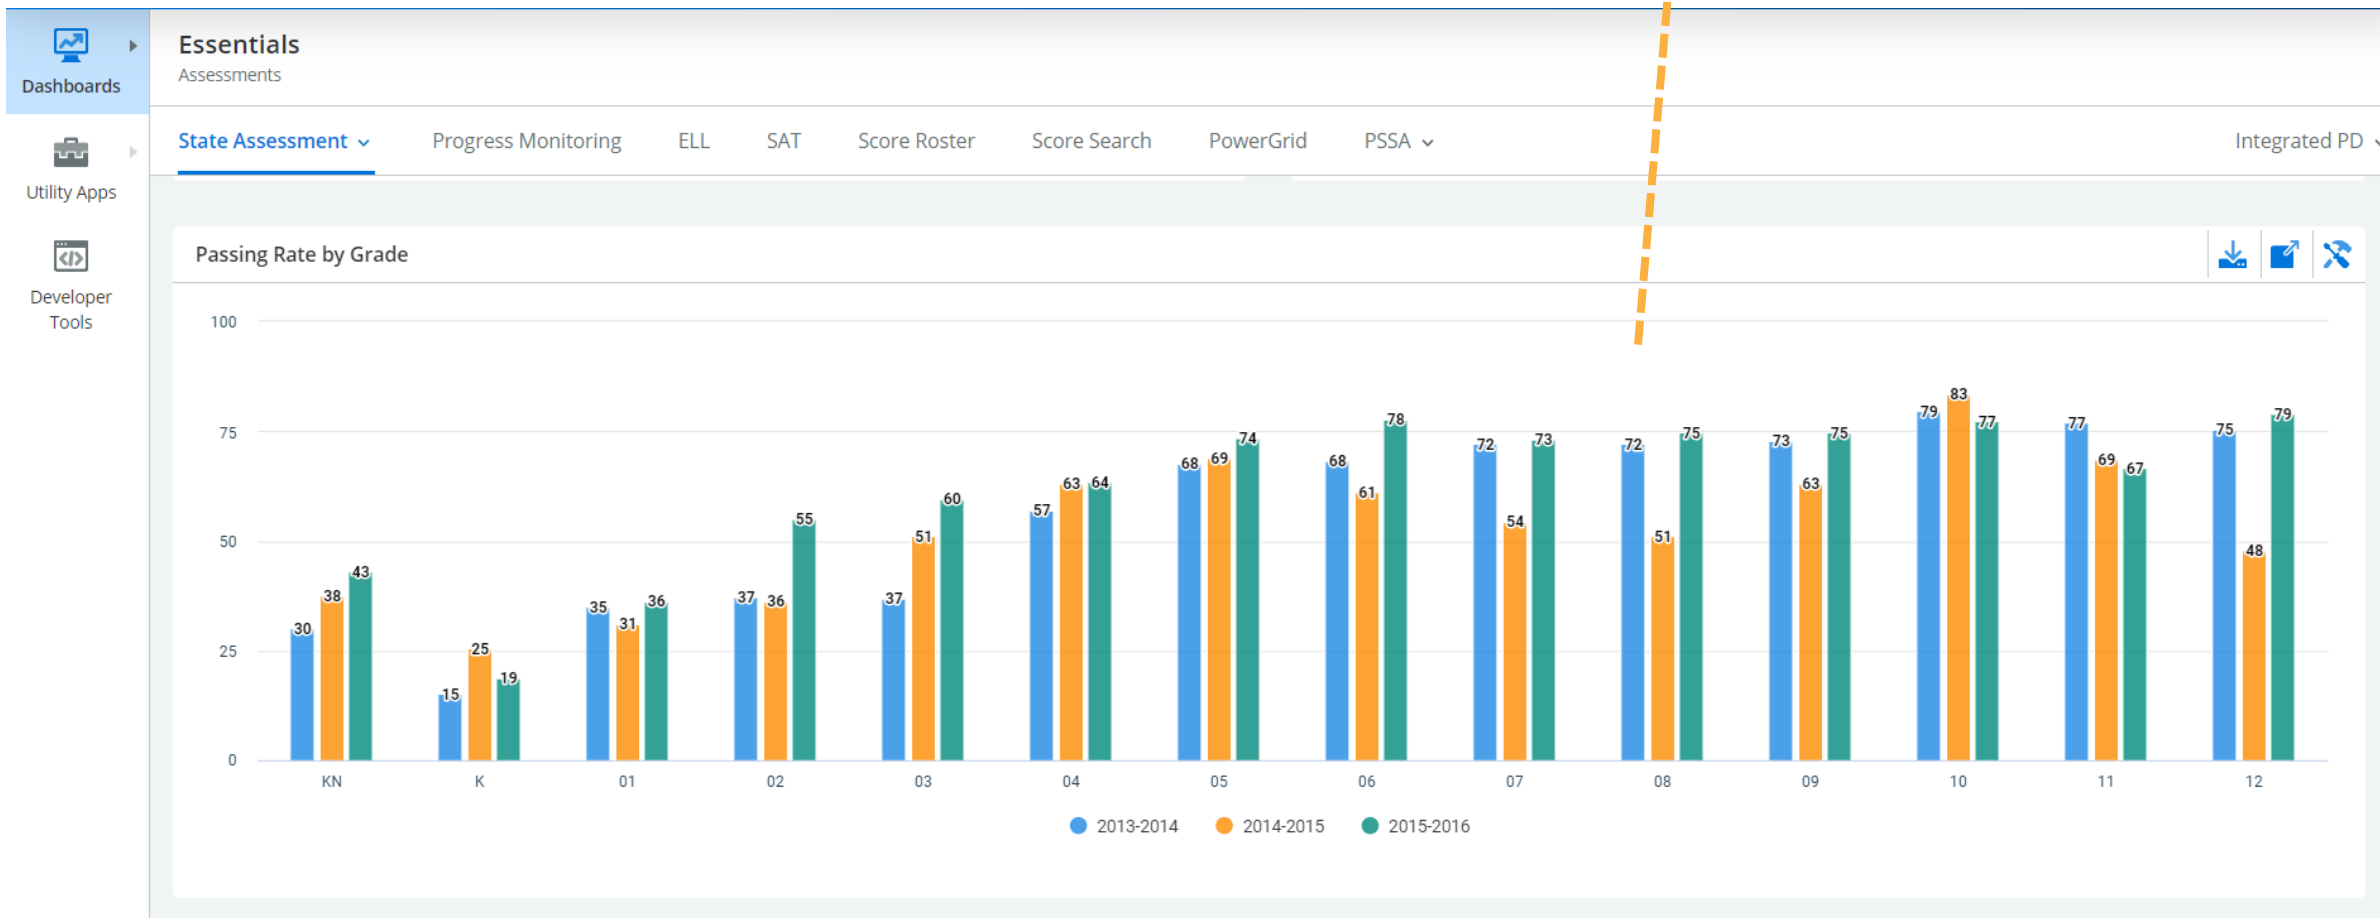 Essentials
Assessments
Dashboards
Utility Apps
Developer
Tools
State Assessment Progress Monitoring ELL SAT Score Roster Score Search PowerGrid PSSA Integrated PD
Passing Rate by Grade
100
75
50
25
0
30 38 43
15 25 19
35 31 36
37 36 55
37 51 60
57 63 64
68 69 74
68 61 78
72 54 73
72 51 75
73 63 75
79 83 77
77 69 67
75 48 79
KN K 01 02 03 04 05 06 07 08 09 10 11 12
2013-2014 2014-2015 2015-2016